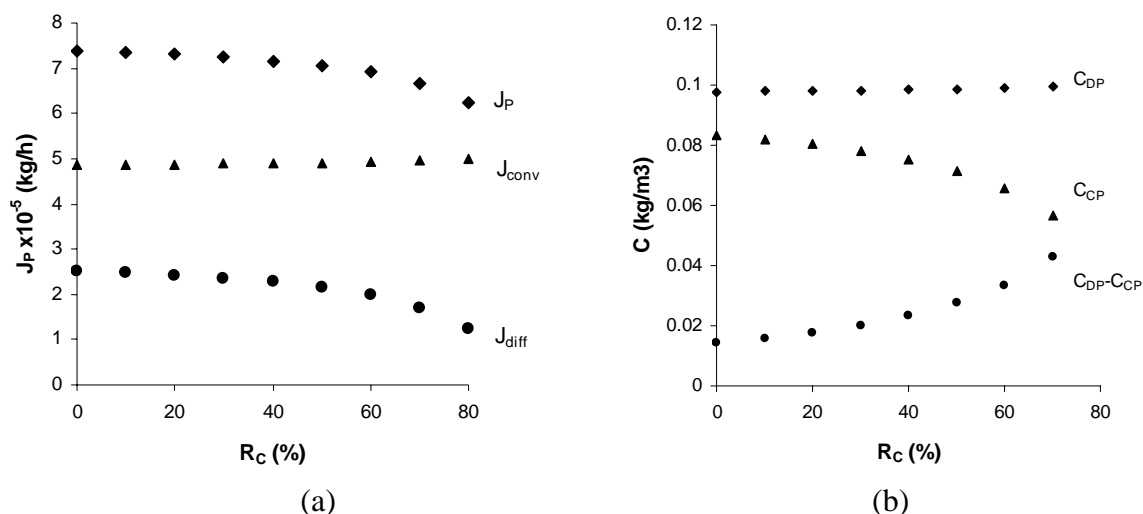 8
7
6
5
4
3
2
1
0
J_P x10^-5 (kg/h)
J_P
J_conv
J_diff
0 20 40 60 80
R_C (%)
(a)
0.12
0.1
0.08
0.06
0.04
0.02
0
C (kg/m3)
C_DP
C_CP
C_DP-C_CP
0 20 40 60 80
R_C (%)
(b)